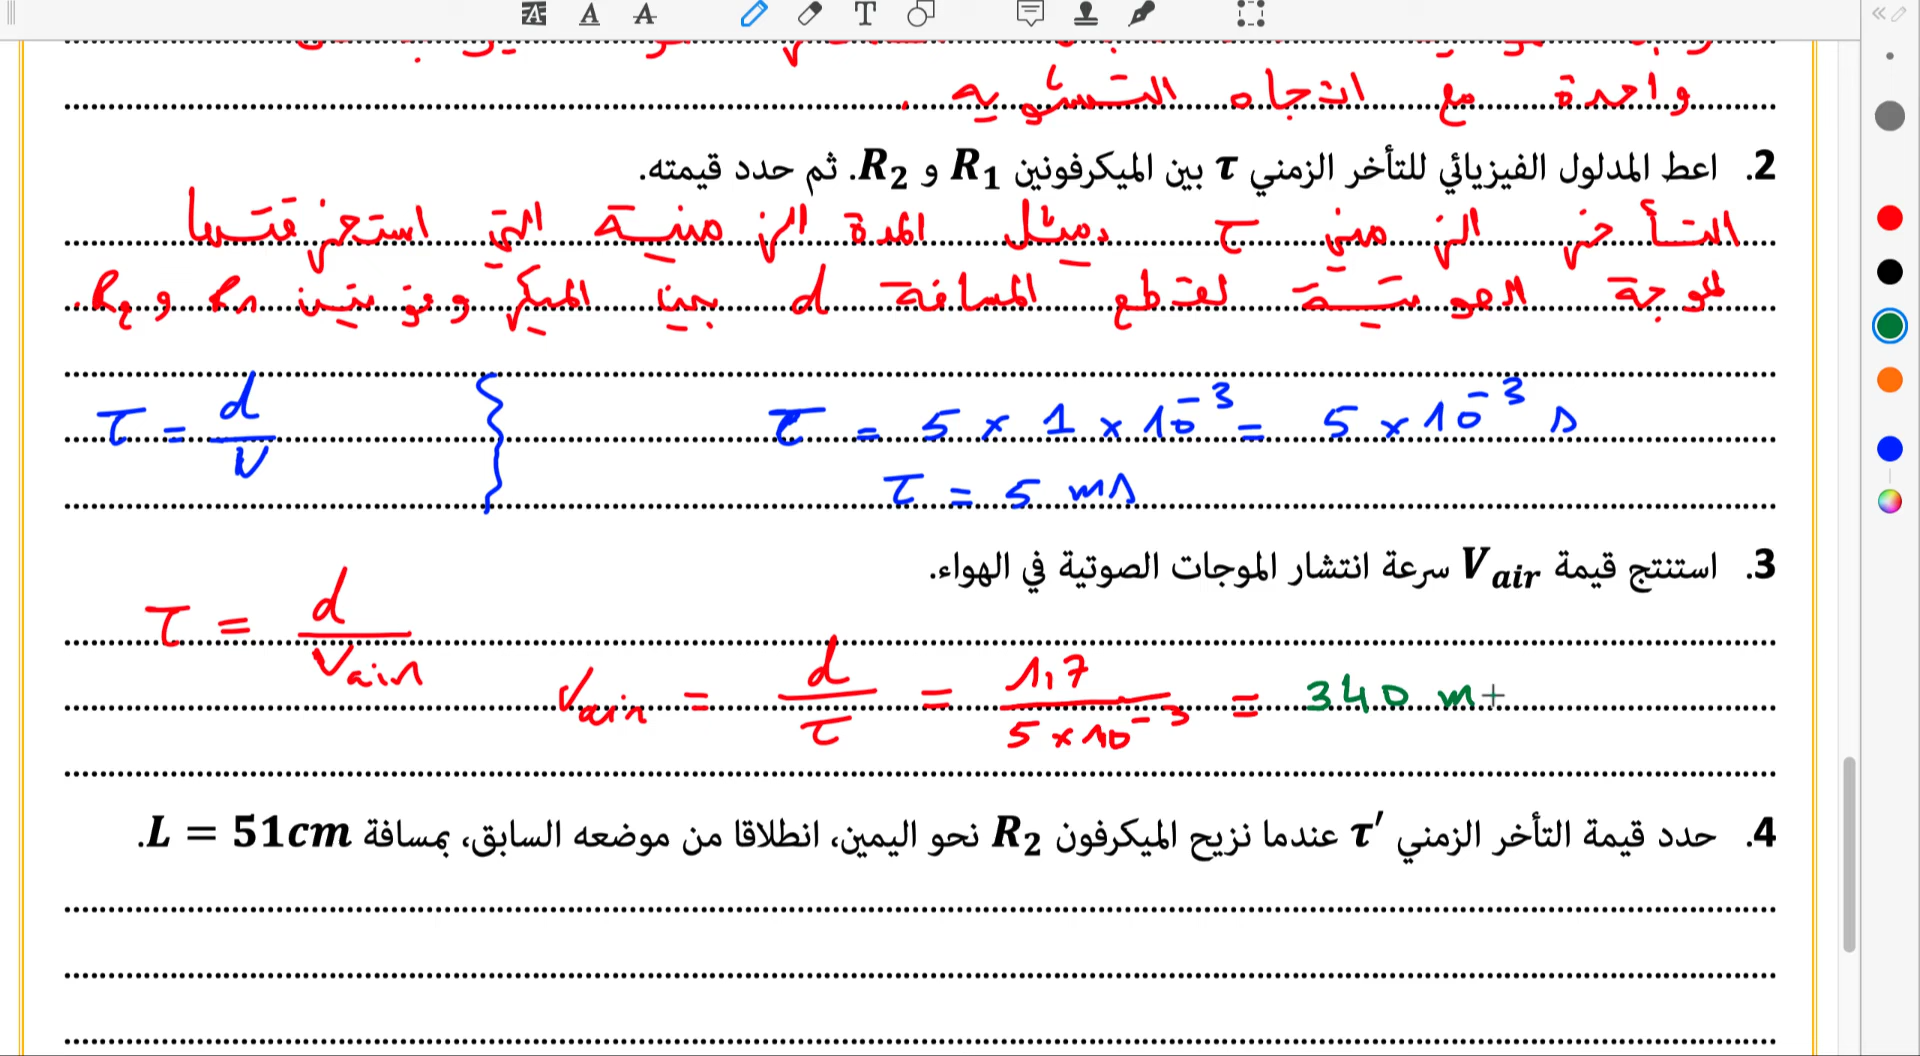 واحدة مع اتجاه التشويه.
2. اعط المدلول الفيزيائي للتأخر الزمني τ بين الميكرفونين R1 و R2. ثم حدد قيمته.
التأخر الزمني τ يمثل المدة الزمنية التي استغرقتها
الموجة الصوتية لقطع المسافة d بين الميكروفونين R1 و R2.
τ = d/V } τ = 5 × 1 × 10^-3 = 5 × 10^-3 s
τ = 5 ms
3. استنتج قيمة Vair سرعة انتشار الموجات الصوتية في الهواء.
τ = d/Vair
Vair = d/τ = 1,7/(5 × 10^-3) = 340 m
4. حدد قيمة التأخر الزمني τ′ عندما نزيح الميكرفون R2 نحو اليمين، انطلاقا من موضعه السابق، بمسافة L = 51cm.